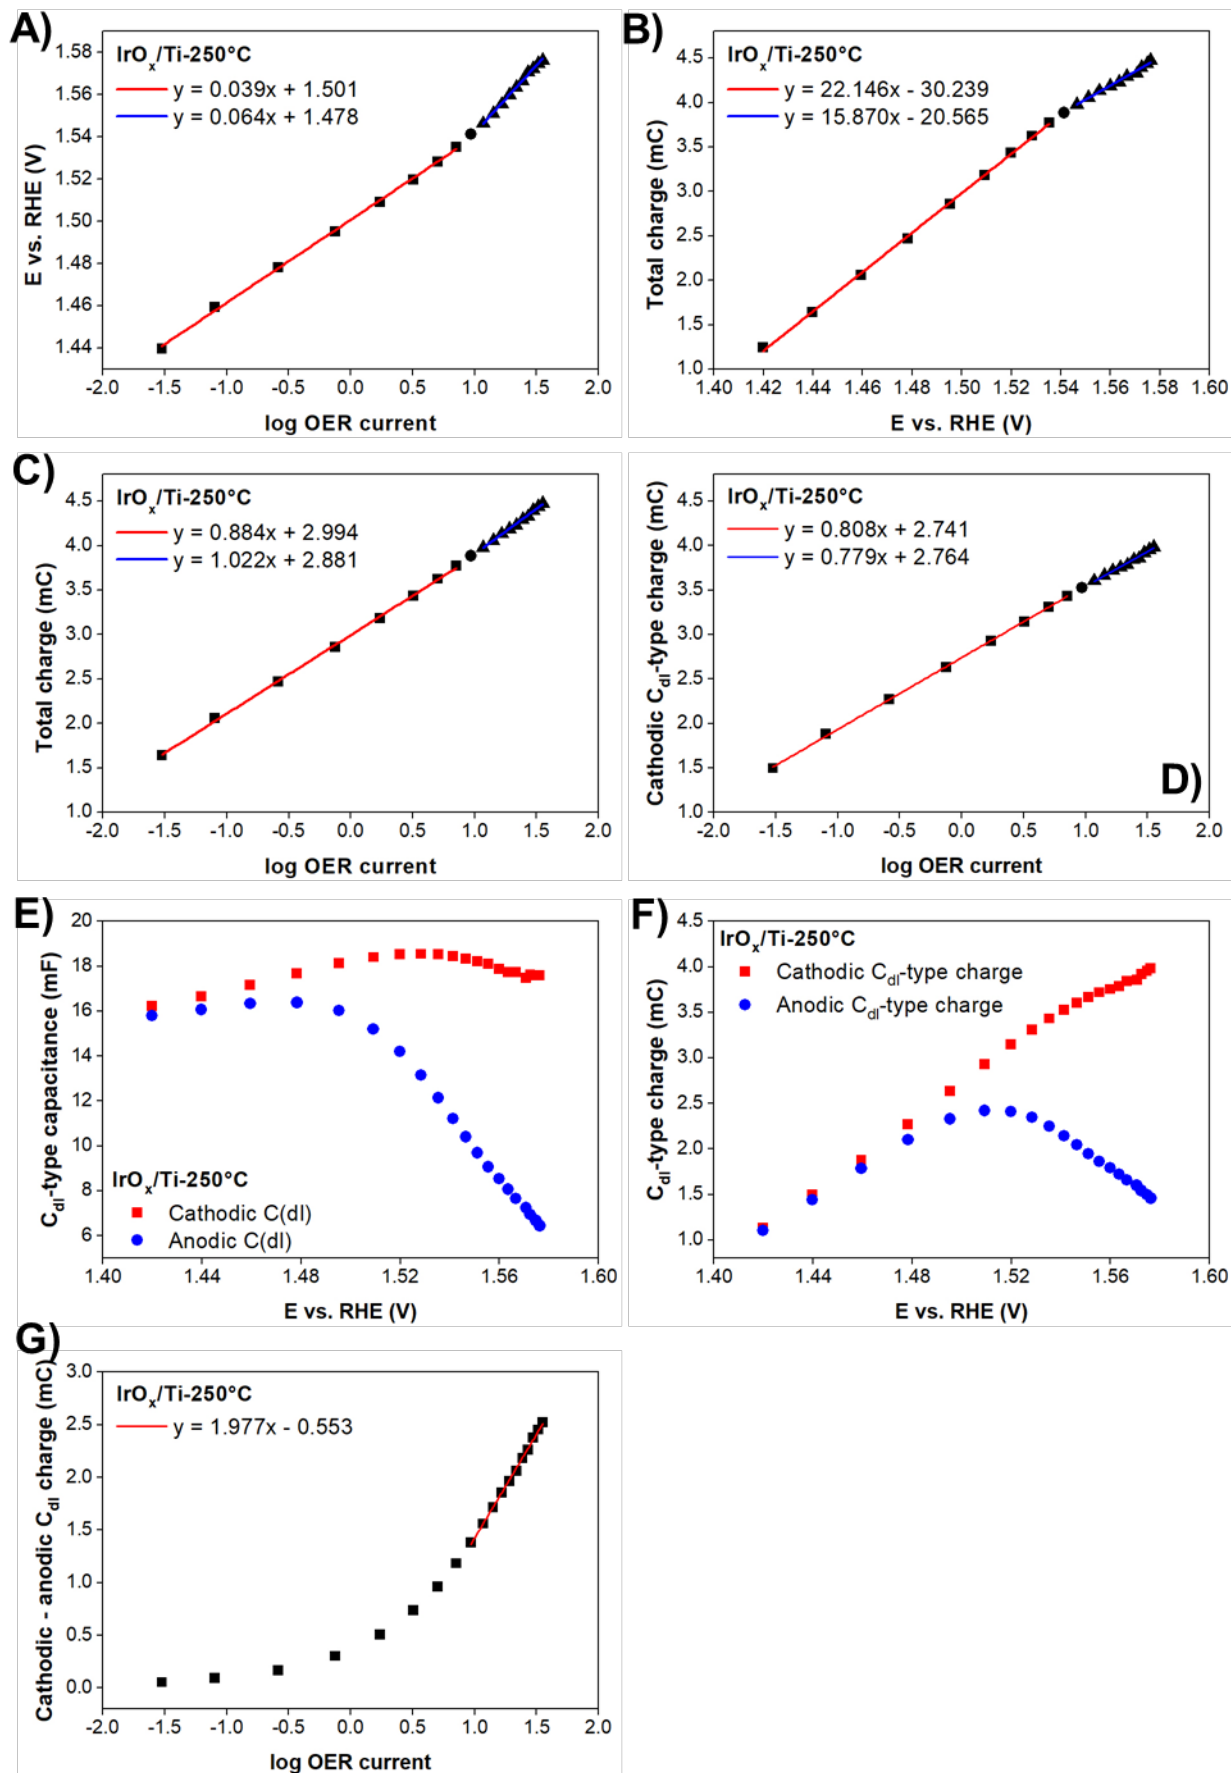 A)
IrOx/Ti-250°C
y = 0.039x + 1.501
y = 0.064x + 1.478
1.58
1.56
1.54
1.52
1.50
1.48
1.46
1.44
E vs. RHE (V)
-2.0 -1.5 -1.0 -0.5 0.0 0.5 1.0 1.5 2.0
log OER current
B)
IrOx/Ti-250°C
y = 22.146x - 30.239
y = 15.870x - 20.565
4.5
4.0
3.5
3.0
2.5
2.0
1.5
1.0
Total charge (mC)
1.40 1.42 1.44 1.46 1.48 1.50 1.52 1.54 1.56 1.58 1.60
E vs. RHE (V)
C)
IrOx/Ti-250°C
y = 0.884x + 2.994
y = 1.022x + 2.881
4.5
4.0
3.5
3.0
2.5
2.0
1.5
1.0
Total charge (mC)
-2.0 -1.5 -1.0 -0.5 0.0 0.5 1.0 1.5 2.0
log OER current
IrOx/Ti-250°C
y = 0.808x + 2.741
y = 0.779x + 2.764
4.5
4.0
3.5
3.0
2.5
2.0
1.5
1.0
Cathodic Cdl-type charge (mC)
D)
-2.0 -1.5 -1.0 -0.5 0.0 0.5 1.0 1.5 2.0
log OER current
E)
20
18
16
14
12
10
8
6
Cdl-type capacitance (mF)
IrOx/Ti-250°C
Cathodic C(dl)
Anodic C(dl)
1.40 1.44 1.48 1.52 1.56 1.60
E vs. RHE (V)
F)
IrOx/Ti-250°C
Cathodic Cdl-type charge
Anodic Cdl-type charge
4.5
4.0
3.5
3.0
2.5
2.0
1.5
1.0
Cdl-type charge (mC)
1.40 1.44 1.48 1.52 1.56 1.60
E vs. RHE (V)
G)
IrOx/Ti-250°C
y = 1.977x - 0.553
3.0
2.5
2.0
1.5
1.0
0.5
0.0
Cathodic - anodic Cdl charge (mC)
-2.0 -1.5 -1.0 -0.5 0.0 0.5 1.0 1.5 2.0
log OER current